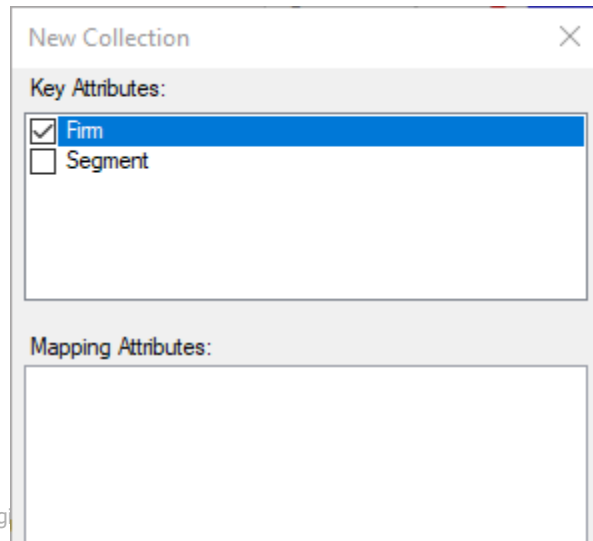 New Collection
Key Attributes:
Firm
Segment
Mapping Attributes: